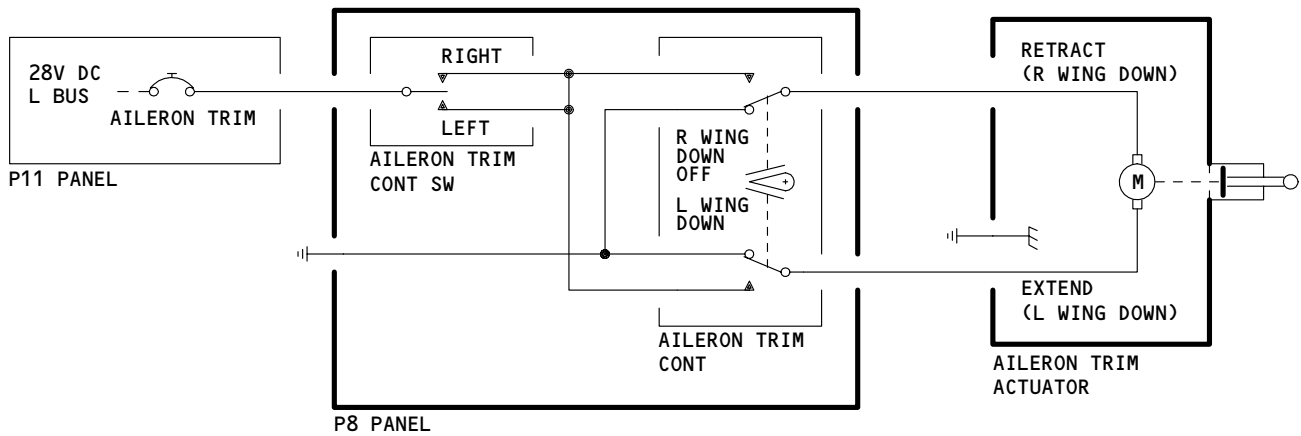 28V DC
L BUS
AILERON TRIM
P11 PANEL
RIGHT
LEFT
AILERON TRIM
CONT SW
R WING
DOWN
OFF
L WING
DOWN
AILERON TRIM
CONT
P8 PANEL
RETRACT
(R WING DOWN)
M
EXTEND
(L WING DOWN)
AILERON TRIM
ACTUATOR